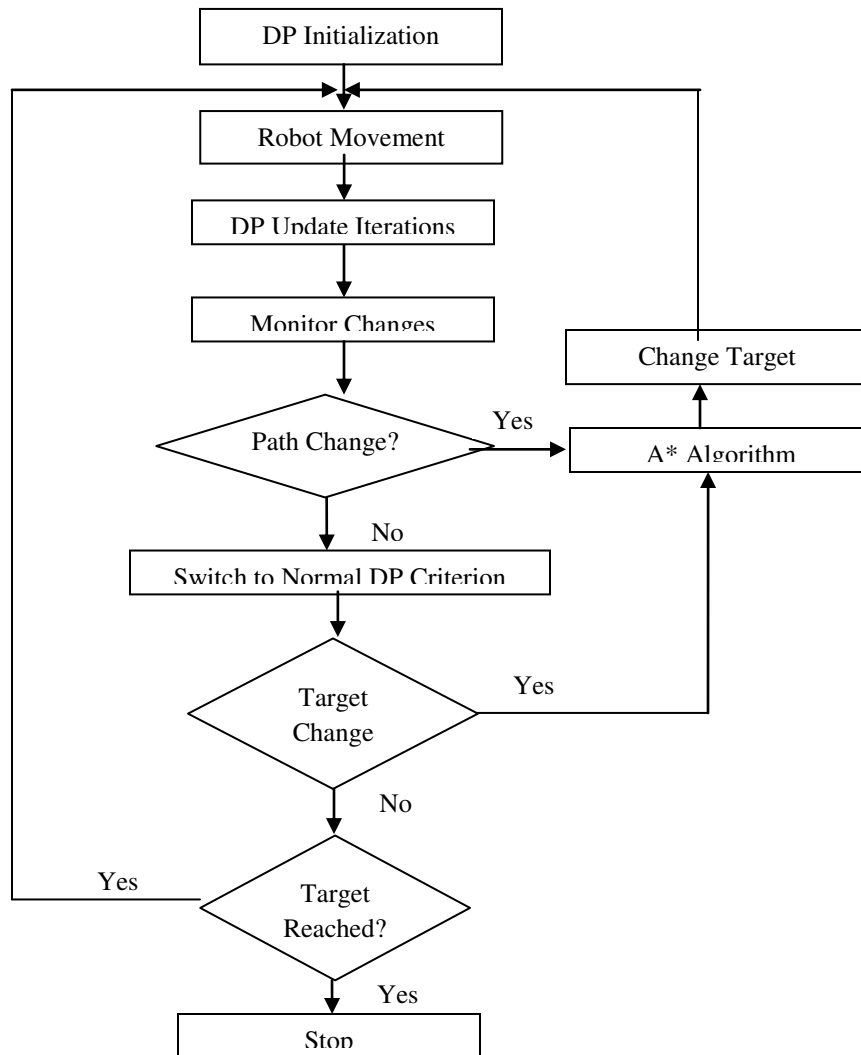 DP Initialization
Robot Movement
DP Update Iterations
Monitor Changes
Change Target
Path Change?
Yes
A* Algorithm
No
Switch to Normal DP Criterion
Target
Change
Yes
No
Yes
Target
Reached?
Yes
Stop